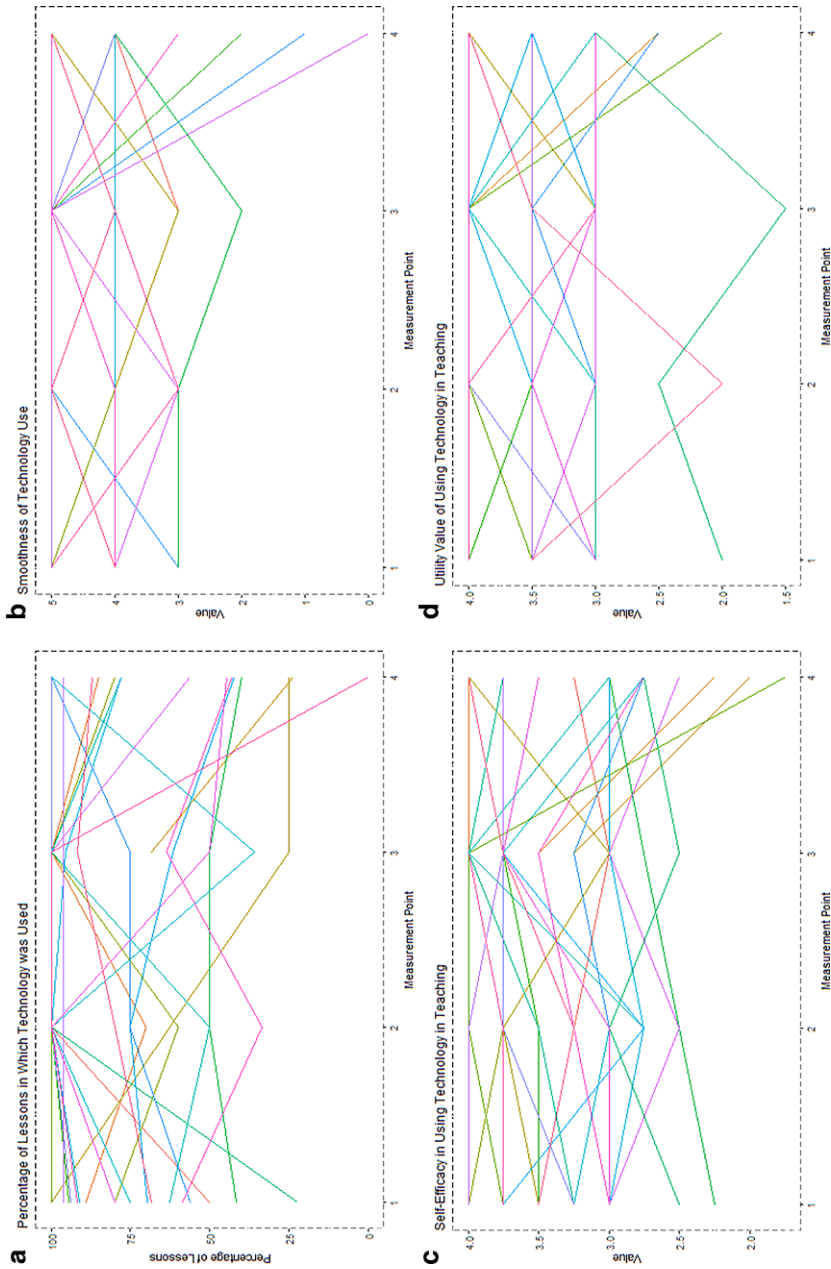 a
Percentage of Lessons in Which Technology was Used
Percentage of Lessons
100
75
50
25
0
1
2
3
4
Measurement Point
b
Smoothness of Technology Use
Value
5
4
3
2
1
0
1
2
3
4
Measurement Point
c
Self-Efficacy in Using Technology in Teaching
Value
4.0
3.5
3.0
2.5
2.0
1
2
3
4
Measurement Point
d
Utility Value of Using Technology in Teaching
Value
4.0
3.5
3.0
2.5
2.0
1.5
1
2
3
4
Measurement Point